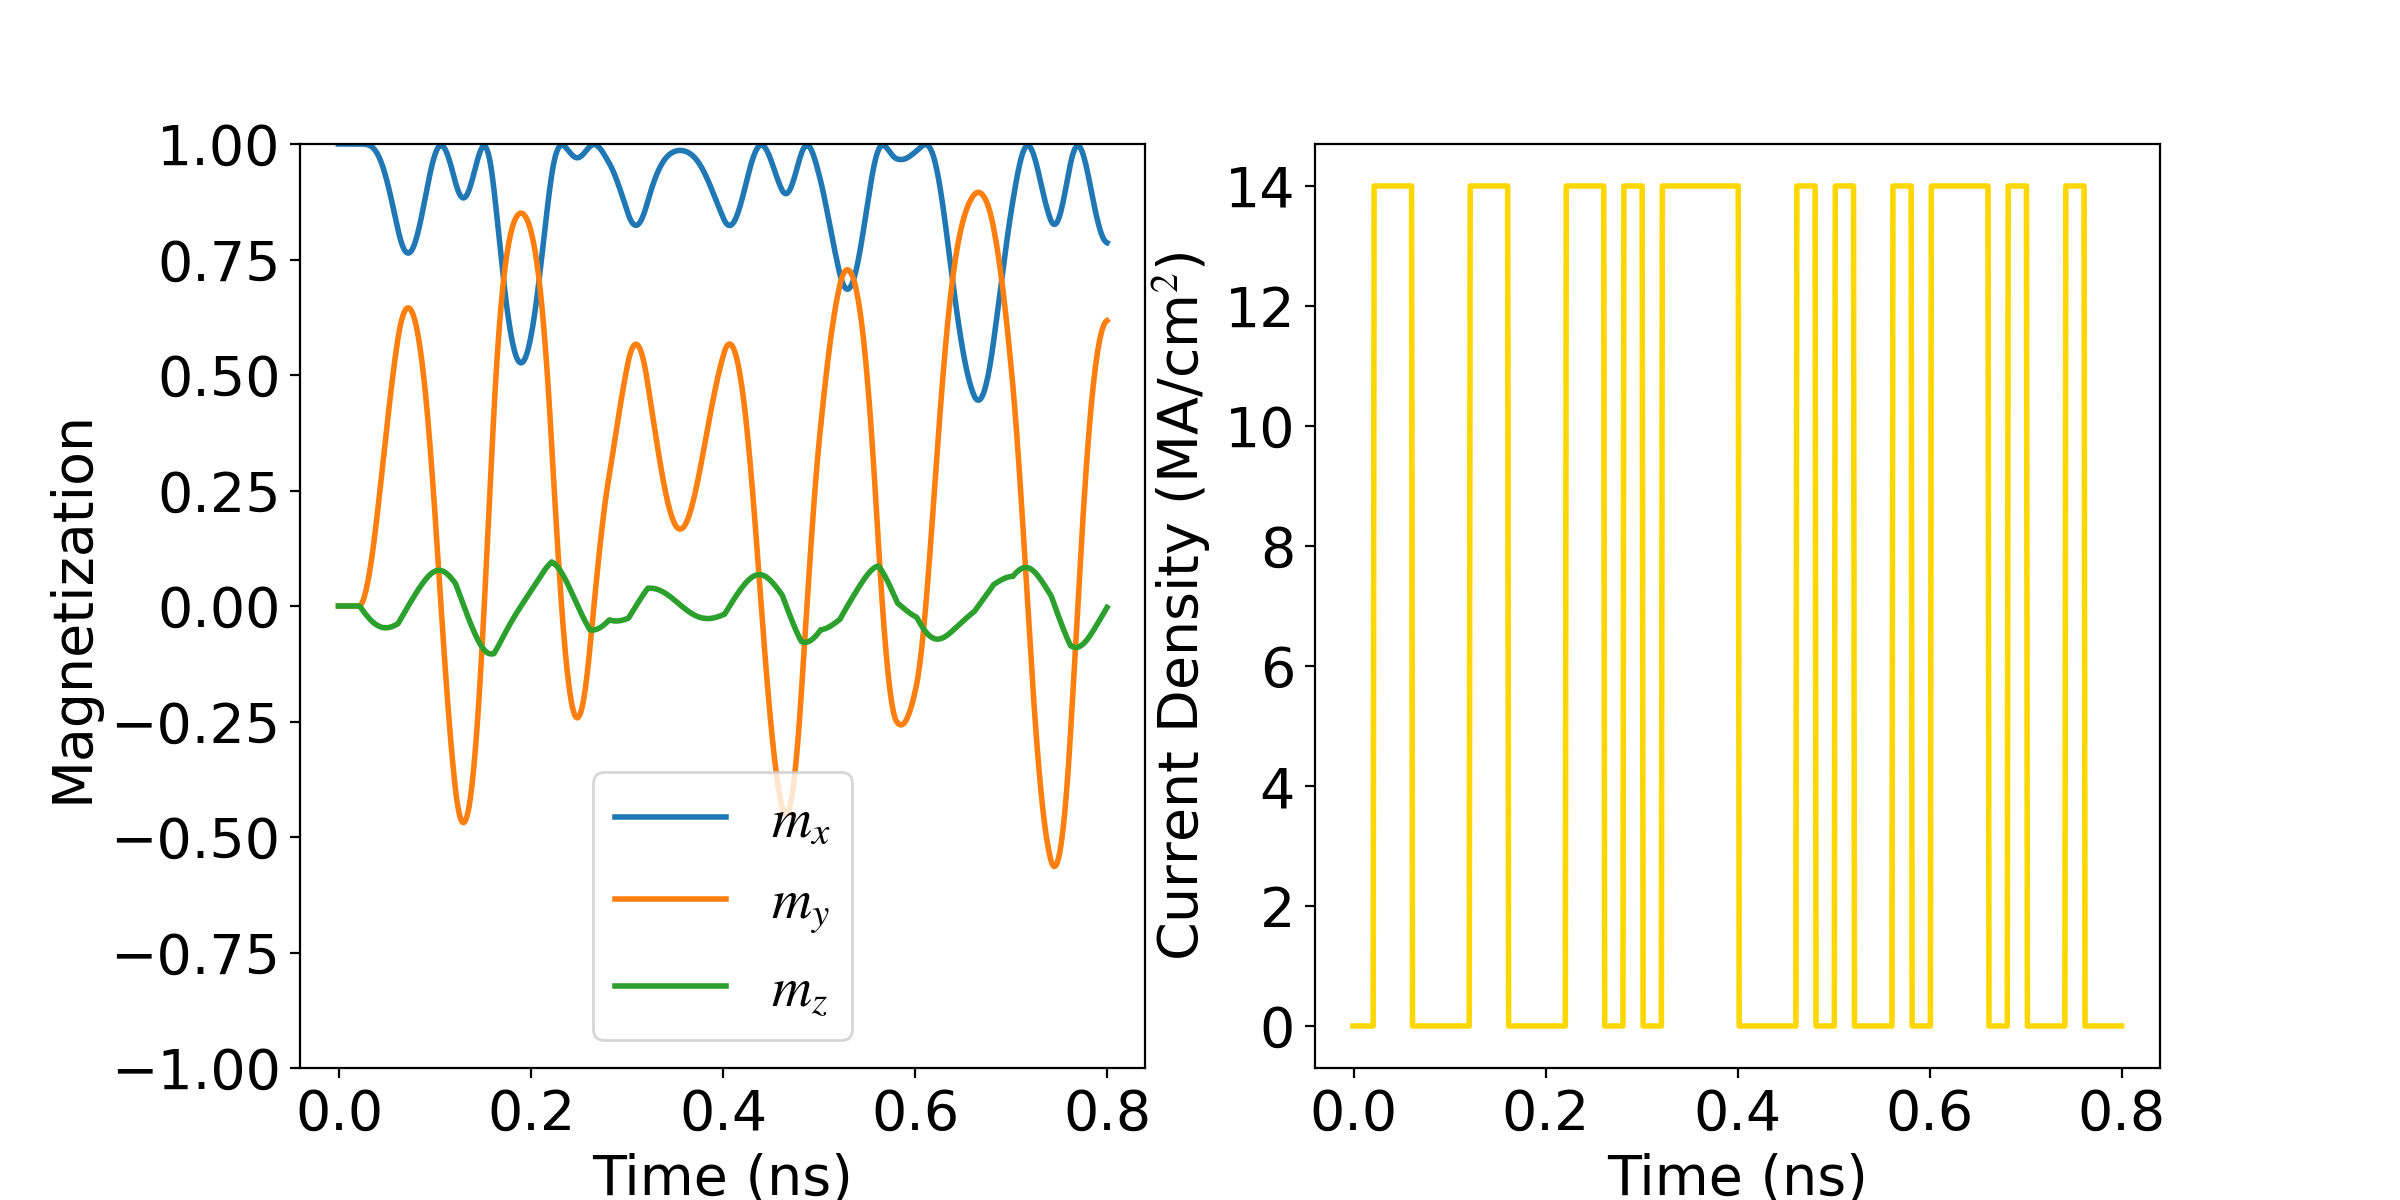 Magnetization
1.00
0.75
0.50
0.25
0.00
−0.25
−0.50
−0.75
−1.00
0.0 0.2 0.4 0.6 0.8
Time (ns)
m_x
m_y
m_z
Current Density (MA/cm²)
14
12
10
8
6
4
2
0
0.0 0.2 0.4 0.6 0.8
Time (ns)